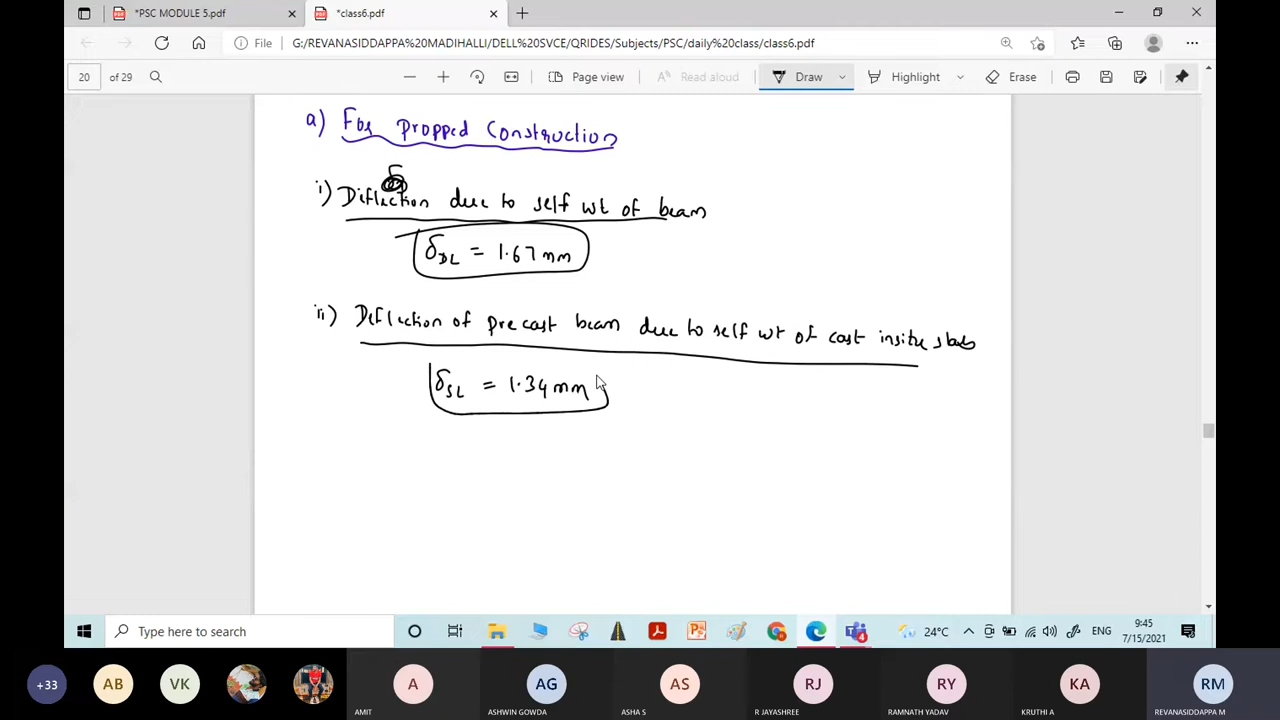 *PSC MODULE 5.pdf
*class6.pdf
File
G:/REVANASIDDAPPA%20MADIHALLI/DELL%20SVCE/QRIDES/Subjects/PSC/daily%20class/class6.pdf
20 of 29
Page view
Read aloud
Draw
Highlight
Erase
a) For propped Construction
i) Deflection due to self wt of beam
δDL = 1.67mm
ii) Deflection of precast beam due to self wt of cast insitu slab
δSL = 1.34mm
Type here to search
24°C
ENG
9:45
7/15/2021
4
+33
AB
VK
A
AG
AS
RJ
RY
KA
RM
AMIT
ASHWIN GOWDA
ASHA S
R JAYASHREE
RAMNATH YADAV
KRUTHI A
REVANASIDDAPPA M